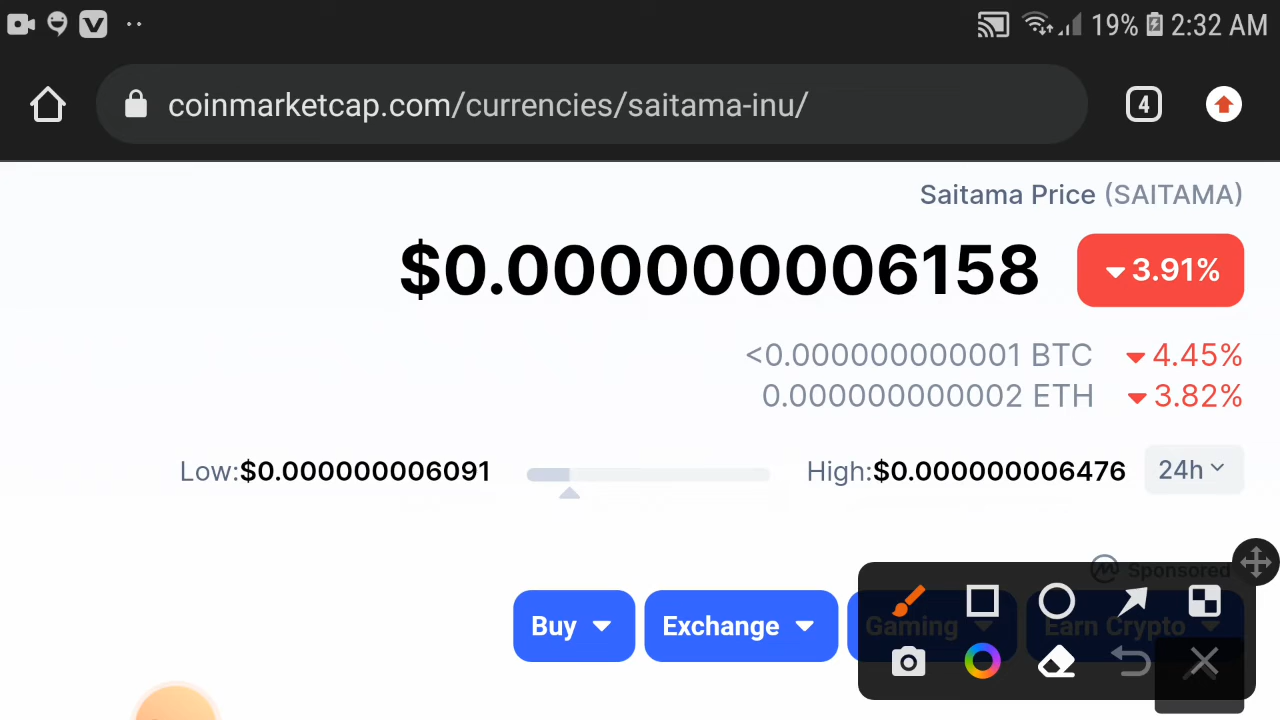 19% 2:32 AM
coinmarketcap.com/currencies/saitama-inu/
4
Saitama Price (SAITAMA)
$0.000000006158 3.91%
<0.000000000001 BTC 4.45%
0.000000000002 ETH 3.82%
Low:$0.000000006091 High:$0.000000006476 24h
Sponsored
Buy Exchange Gaming Earn Crypto